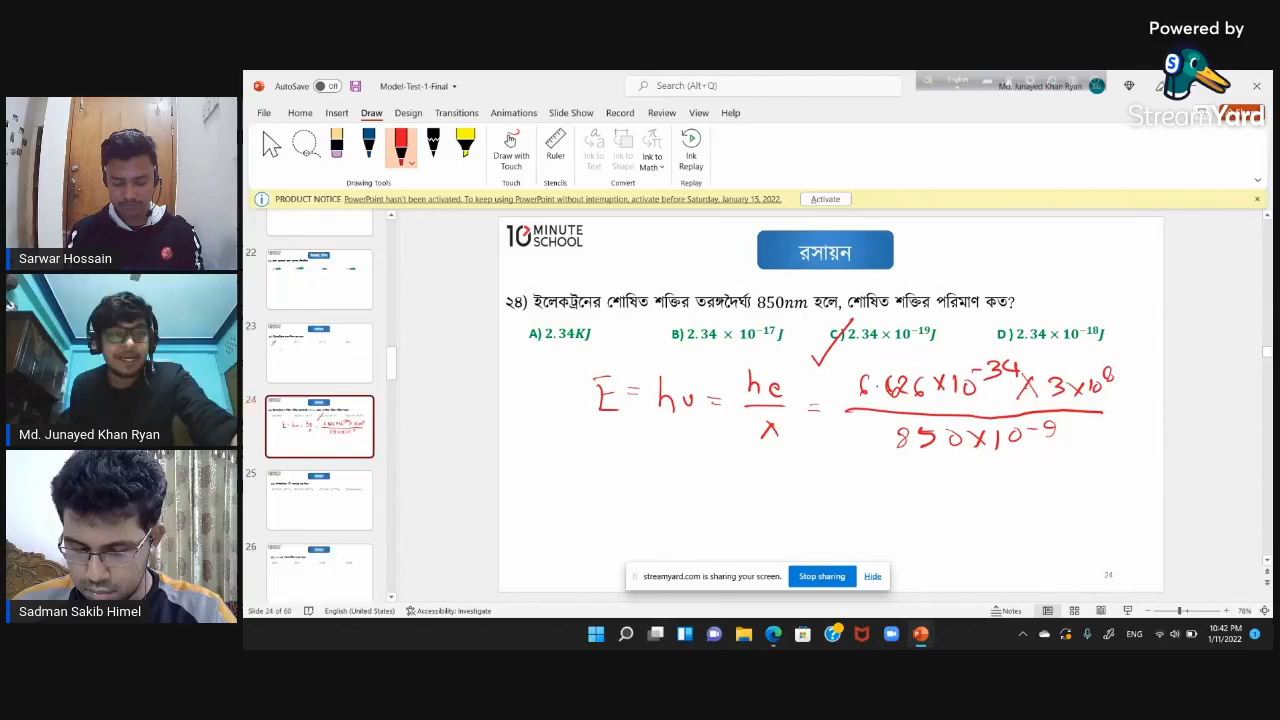 Powered by
StreamYard
AutoSave Off Model-Test-1-Final Search (Alt+Q) English Md. Junayed Khan Ryan
File Home Insert Draw Design Transitions Animations Slide Show Record Review View Help
Draw with Touch Ruler Ink to Text Ink to Shape Ink to Math Ink Replay
Drawing Tools Touch Stencils Convert Replay
PRODUCT NOTICE PowerPoint hasn't been activated. To keep using PowerPoint without interruption, activate before Saturday, January 15, 2022. Activate
Sarwar Hossain
Md. Junayed Khan Ryan
Sadman Sakib Himel
22
23
24
25
26
10 MINUTE SCHOOL
রসায়ন
২৪) ইলেকট্রনের শোষিত শক্তির তরঙ্গদৈর্ঘ্য 850nm হলে, শোষিত শক্তির পরিমাণ কত?
A) 2.34KJ B) 2.34 × 10⁻¹⁷J C) 2.34 × 10⁻¹⁹J D) 2.34 × 10⁻¹⁸J
E = hυ = hc/λ = 6.626×10⁻³⁴ × 3×10⁸ / 850×10⁻⁹
streamyard.com is sharing your screen. Stop sharing Hide
24
Slide 24 of 60 English (United States) Accessibility: Investigate Notes 78%
ENG 10:42 PM
1/11/2022